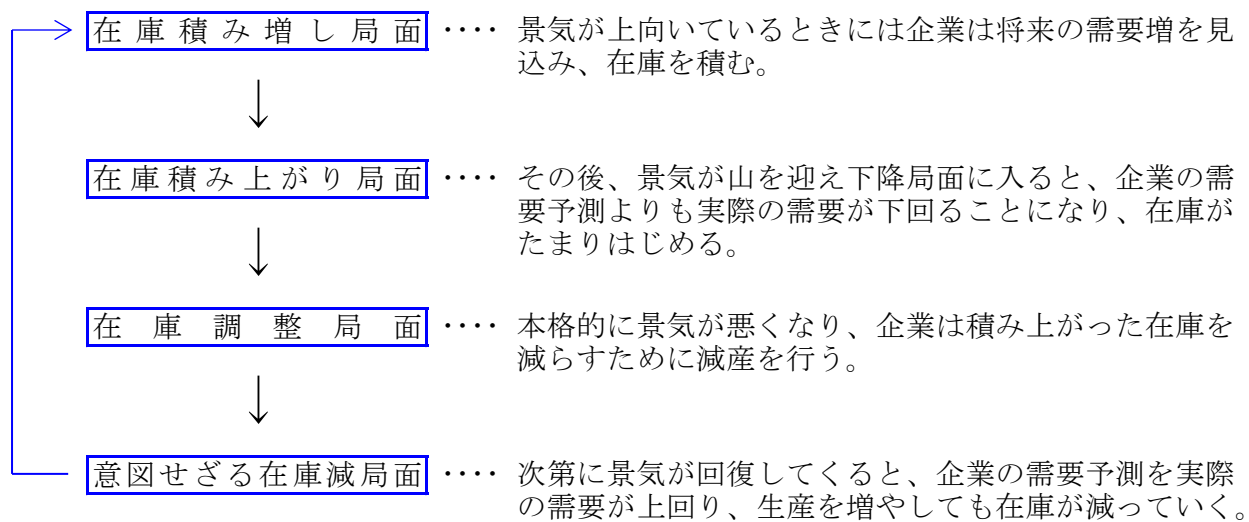 在庫積み増し局面 ････ 景気が上向いているときには企業は将来の需要増を見
込み、在庫を積む。
在庫積み上がり局面 ････ その後、景気が山を迎え下降局面に入ると、企業の需
要予測よりも実際の需要が下回ることになり、在庫が
たまりはじめる。
在庫調整局面 ････ 本格的に景気が悪くなり、企業は積み上がった在庫を
減らすために減産を行う。
意図せざる在庫減局面 ････ 次第に景気が回復してくると、企業の需要予測を実際
の需要が上回り、生産を増やしても在庫が減っていく。